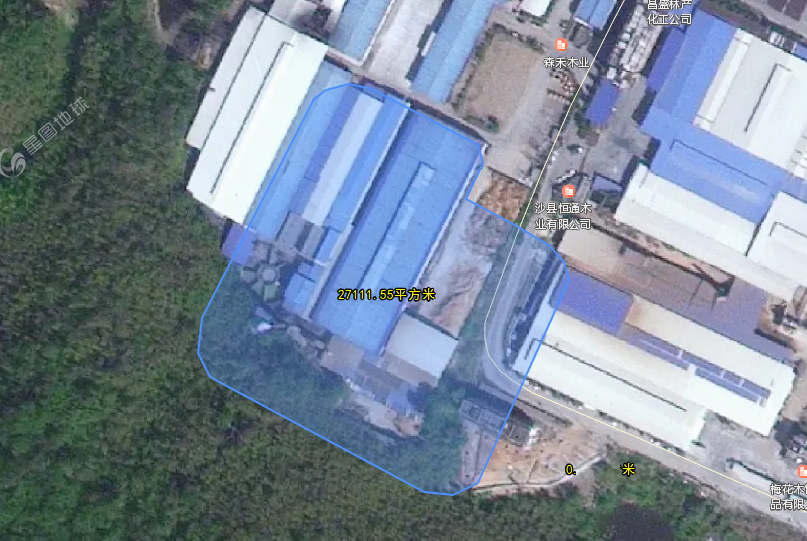 昌盛林产
化工公司
森禾木业
星图地球
沙县恒通木
业有限公司
27111.55平方米
0.
米
梅花木
品有限